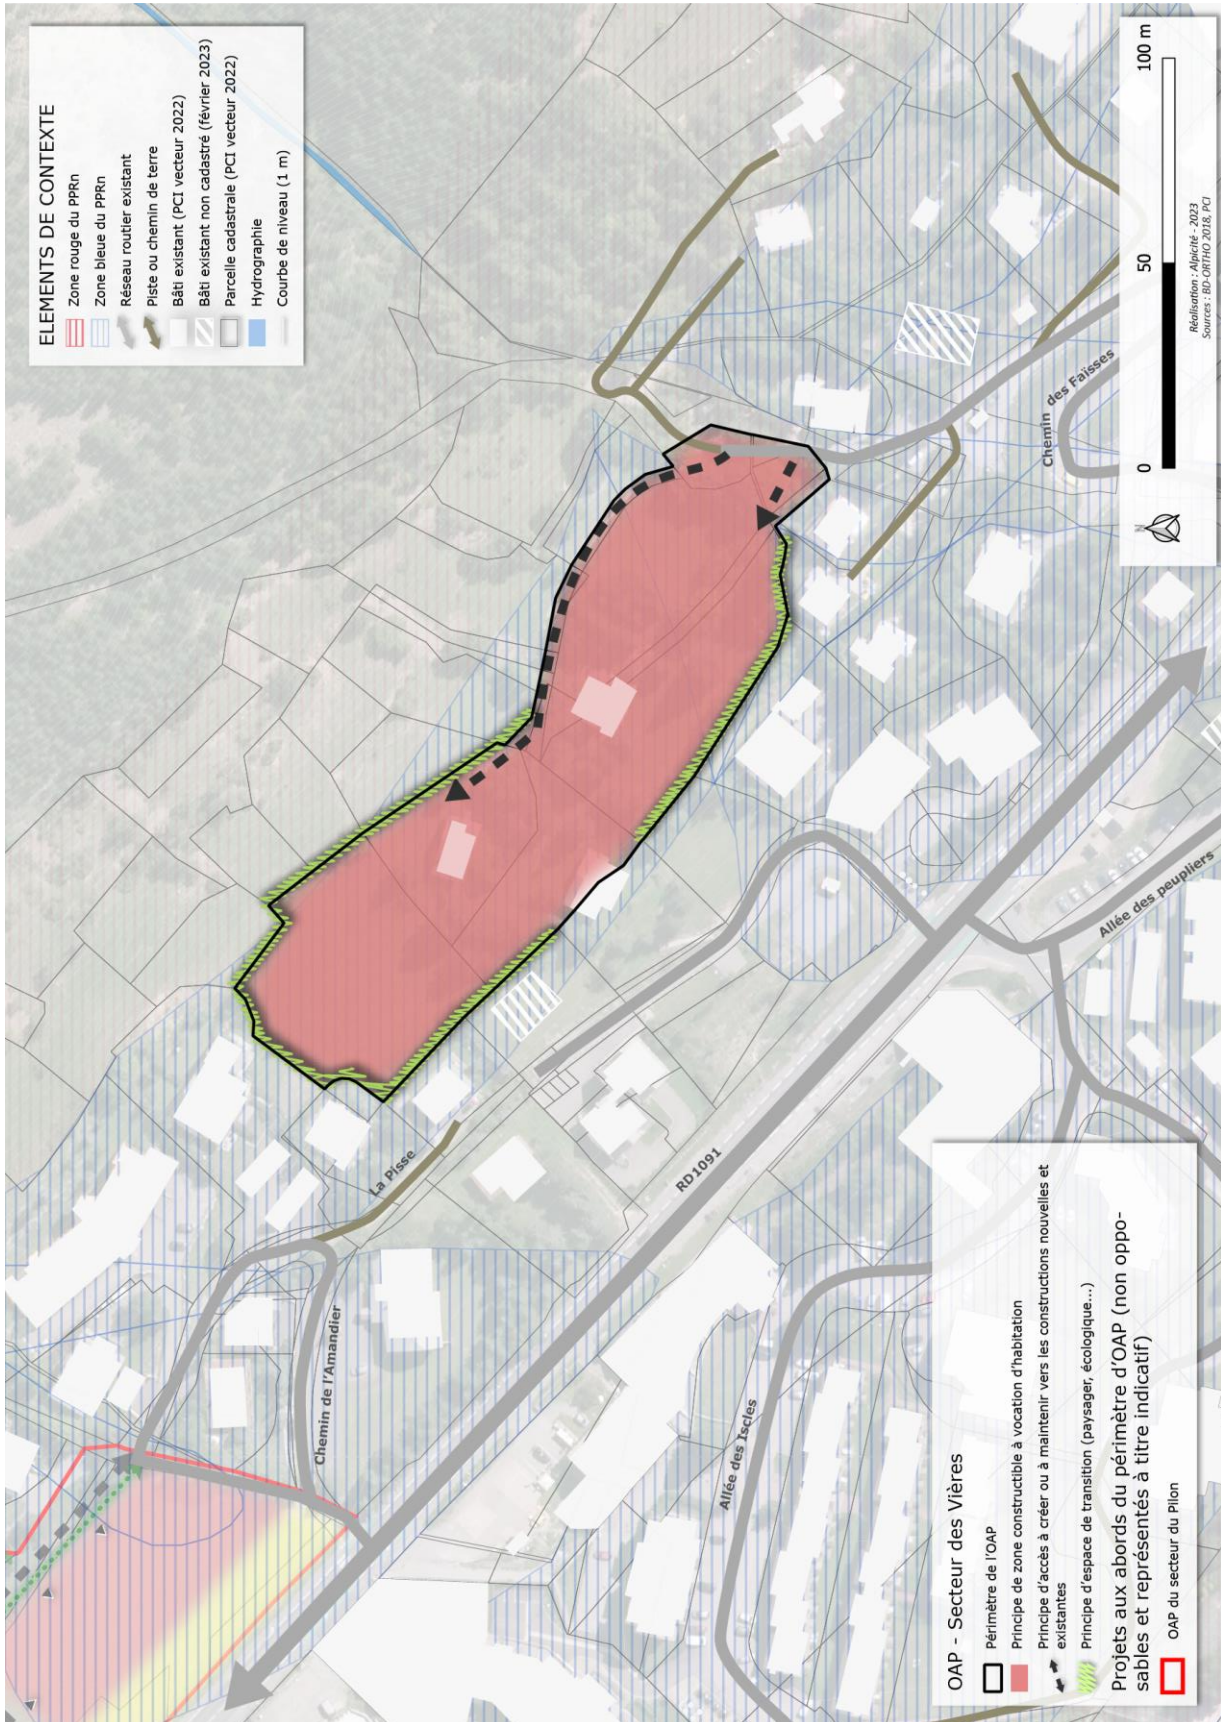 ELEMENTS DE CONTEXTE
Zone rouge du PPRn
Zone bleue du PPRn
Réseau routier existant
Piste ou chemin de terre
Bâti existant (PCI vecteur 2022)
Bâti existant non cadastré (février 2023)
Parcelle cadastrale (PCI vecteur 2022)
Hydrographie
Courbe de niveau (1 m)
La Pisse
Chemin de l'Amandier
RD1091
Allée des Iscles
Allée des peupliers
Chemin des Faïsses
OAP - Secteur des Vières
Périmètre de l'OAP
Principe de zone constructible à vocation d'habitation
Principe d'accès à créer ou à maintenir vers les constructions nouvelles et
existantes
Principe d'espace de transition (paysager, écologique...)
Projets aux abords du périmètre d'OAP (non oppo-
sables et représentés à titre indicatif)
OAP du secteur du Pilon
N
0 50 100 m
Réalisation : Alpicité - 2023
Sources : BD-ORTHO 2018, PCI